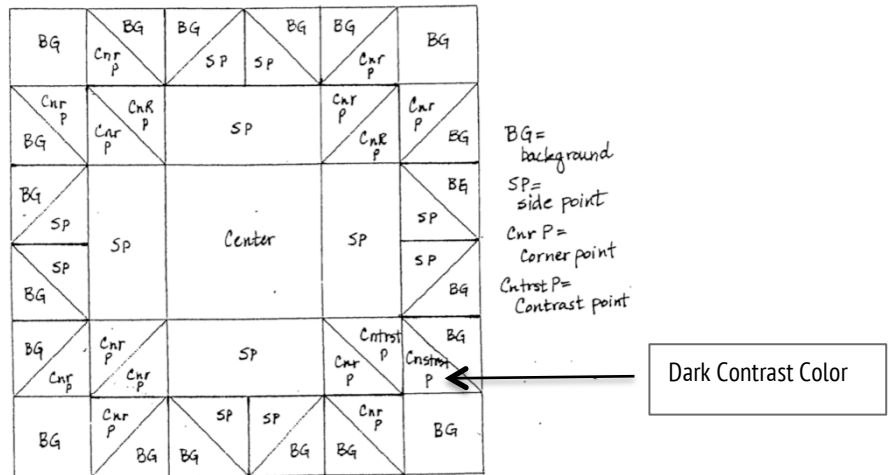 BG
BG
Cnr
P
BG
SP
BG
SP
BG
Cnr
P
BG
Cnr
P
BG
CnR
P
Cnr
P
SP
Cnr
P
CnR
P
Cnr
P
BG
BG
SP
SP
Center
SP
BG
SP
SP
BG
SP
BG
BG
Cnr
P
Cnr
P
Cnr
P
SP
Cntrst
P
Cnr
P
BG
Cnstrst
P
BG
Cnr
P
BG
SP
BG
SP
Cnr
P
BG
BG
BG=
background
SP=
side point
Cnr P=
Corner point
Cntrst P=
Contrast point
Dark Contrast Color